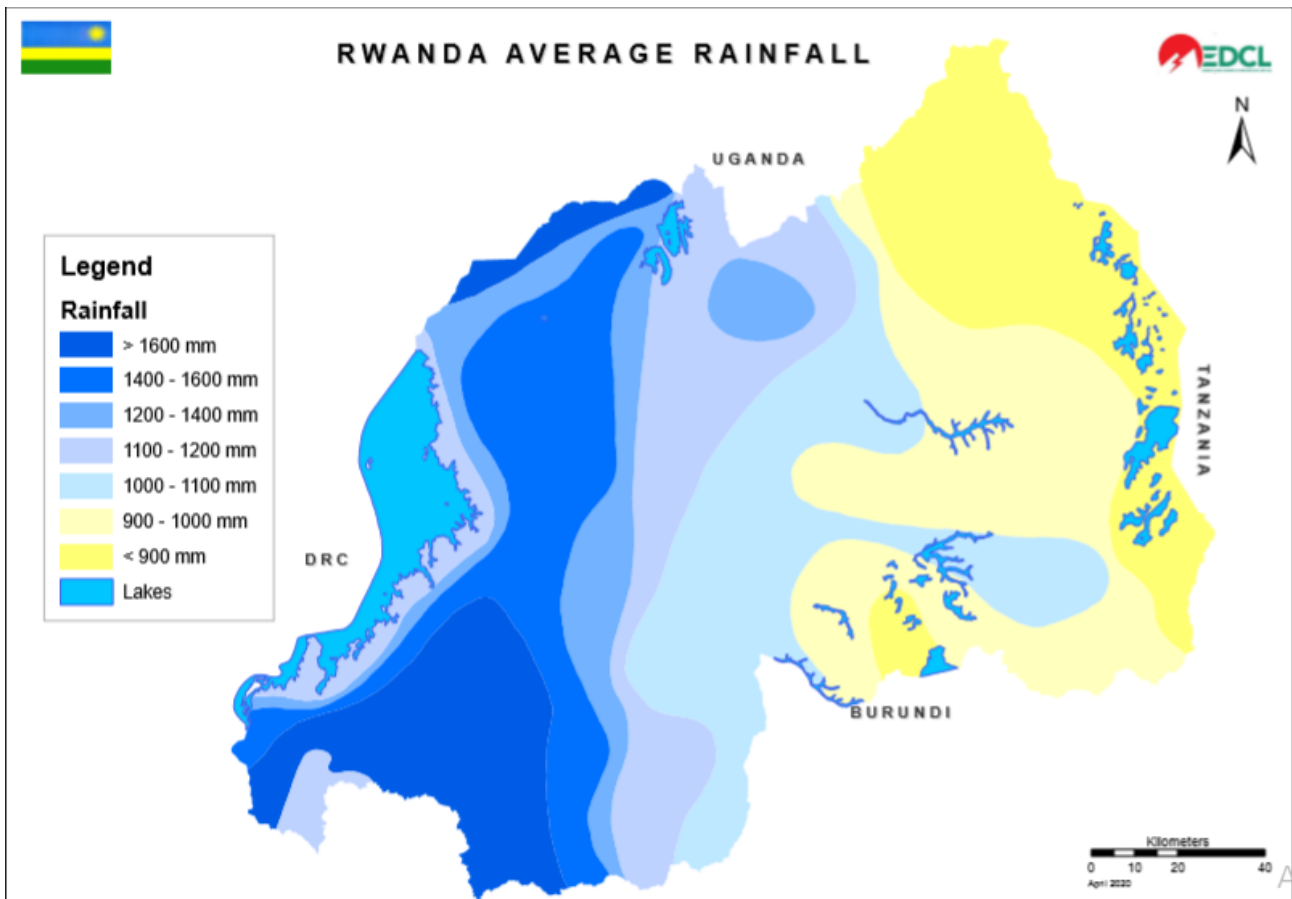 RWANDA AVERAGE RAINFALL
EDCL
N
UGANDA
Legend
Rainfall
> 1600 mm
1400 - 1600 mm
1200 - 1400 mm
1100 - 1200 mm
1000 - 1100 mm
900 - 1000 mm
< 900 mm
Lakes
TANZANIA
DRC
BURUNDI
Kilometers
0 10 20 40
April 2020
A